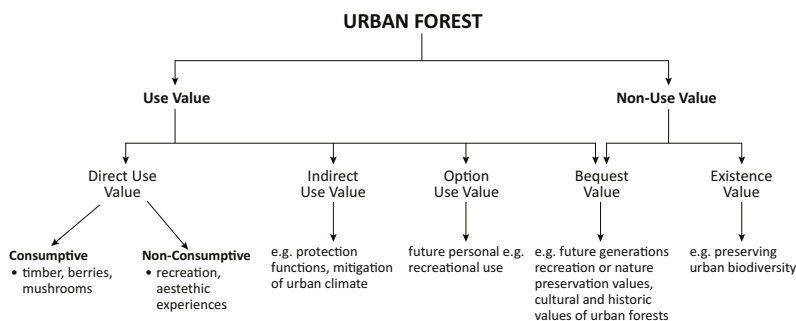 URBAN FOREST
Use Value
Non-Use Value
Direct Use
Value
Indirect
Use Value
Option
Use Value
Bequest
Value
Existence
Value
Consumptive
• timber, berries,
mushrooms
Non-Consumptive
• recreation,
aestethic
experiences
e.g. protection
functions, mitigation
of urban climate
future personal e.g.
recreational use
e.g. future generations
recreation or nature
preservation values,
cultural and historic
values of urban forests
e.g. preserving
urban biodiversity